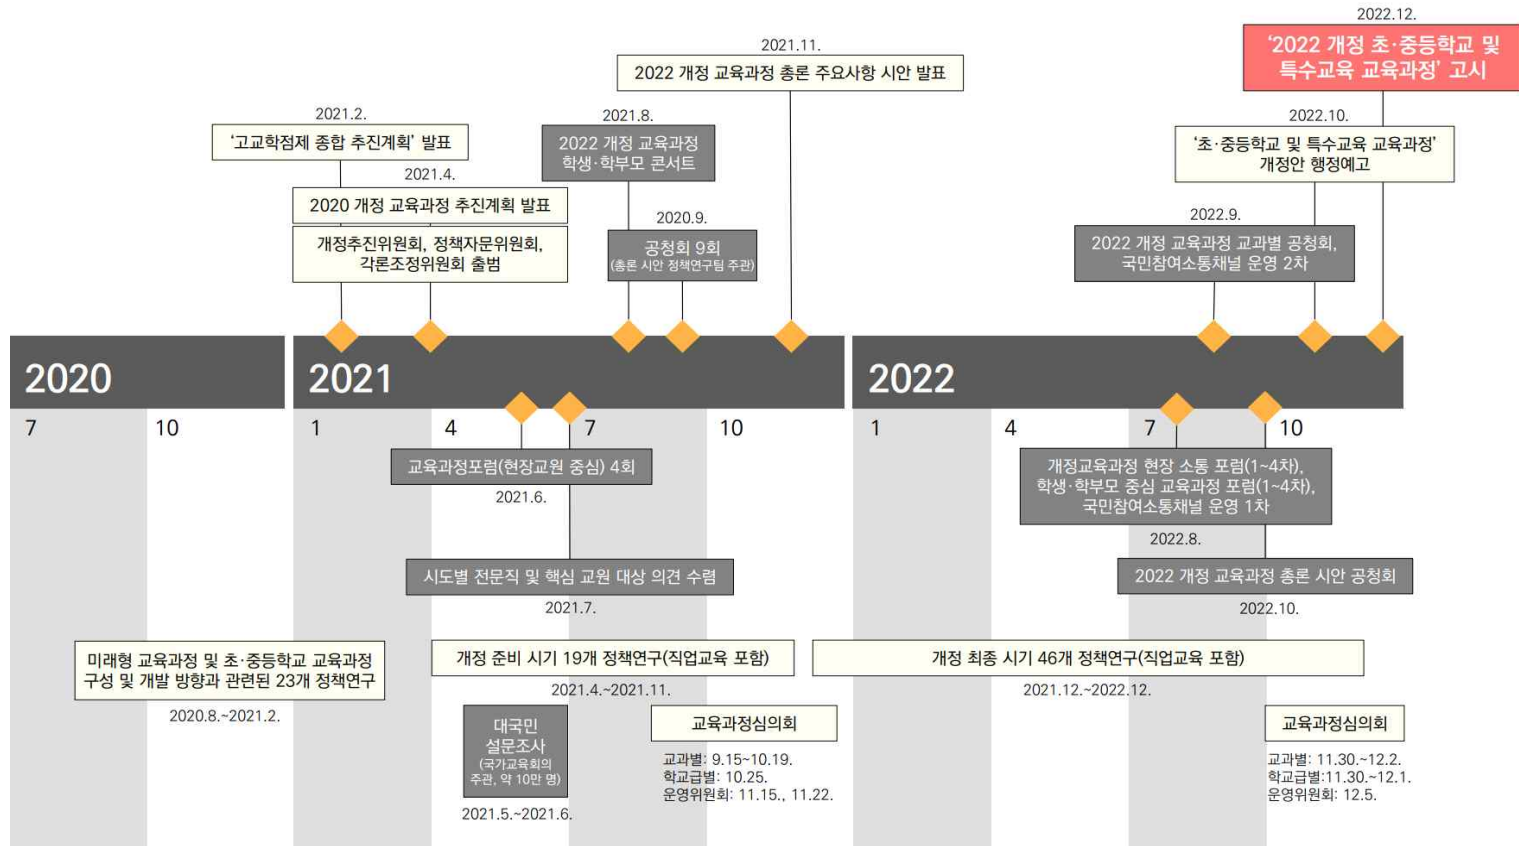 2022.12.
'2022 개정 초·중등학교 및
특수교육 교육과정' 고시
2021.11.
2022 개정 교육과정 총론 주요사항 시안 발표
2021.2.
'고교학점제 종합 추진계획' 발표
2021.8.
2022 개정 교육과정
학생·학부모 콘서트
2022.10.
'초·중등학교 및 특수교육 교육과정'
개정안 행정예고
2021.4.
2020 개정 교육과정 추진계획 발표
개정추진위원회, 정책자문위원회,
각론조정위원회 출범
2020.9.
공청회 9회
(총론 시안 정책연구팀 주관)
2022.9.
2022 개정 교육과정 교과별 공청회,
국민참여소통채널 운영 2차
2020
2021
2022
7
10
1
4
7
10
1
4
7
10
교육과정포럼(현장교원 중심) 4회
2021.6.
개정교육과정 현장 소통 포럼(1~4차),
학생·학부모 중심 교육과정 포럼(1~4차),
국민참여소통채널 운영 1차
2022.8.
시도별 전문직 및 핵심 교원 대상 의견 수렴
2021.7.
2022 개정 교육과정 총론 시안 공청회
2022.10.
미래형 교육과정 및 초·중등학교 교육과정
구성 및 개발 방향과 관련된 23개 정책연구
2020.8.~2021.2.
개정 준비 시기 19개 정책연구(직업교육 포함)
2021.4.~2021.11.
개정 최종 시기 46개 정책연구(직업교육 포함)
2021.12.~2022.12.
대국민
설문조사
(국가교육회의
주관, 약 10만 명)
2021.5.~2021.6.
교육과정심의회
교과별: 9.15~10.19.
학교급별: 10.25.
운영위원회: 11.15., 11.22.
교육과정심의회
교과별: 11.30.~12.2.
학교급별:11.30.~12.1.
운영위원회: 12.5.